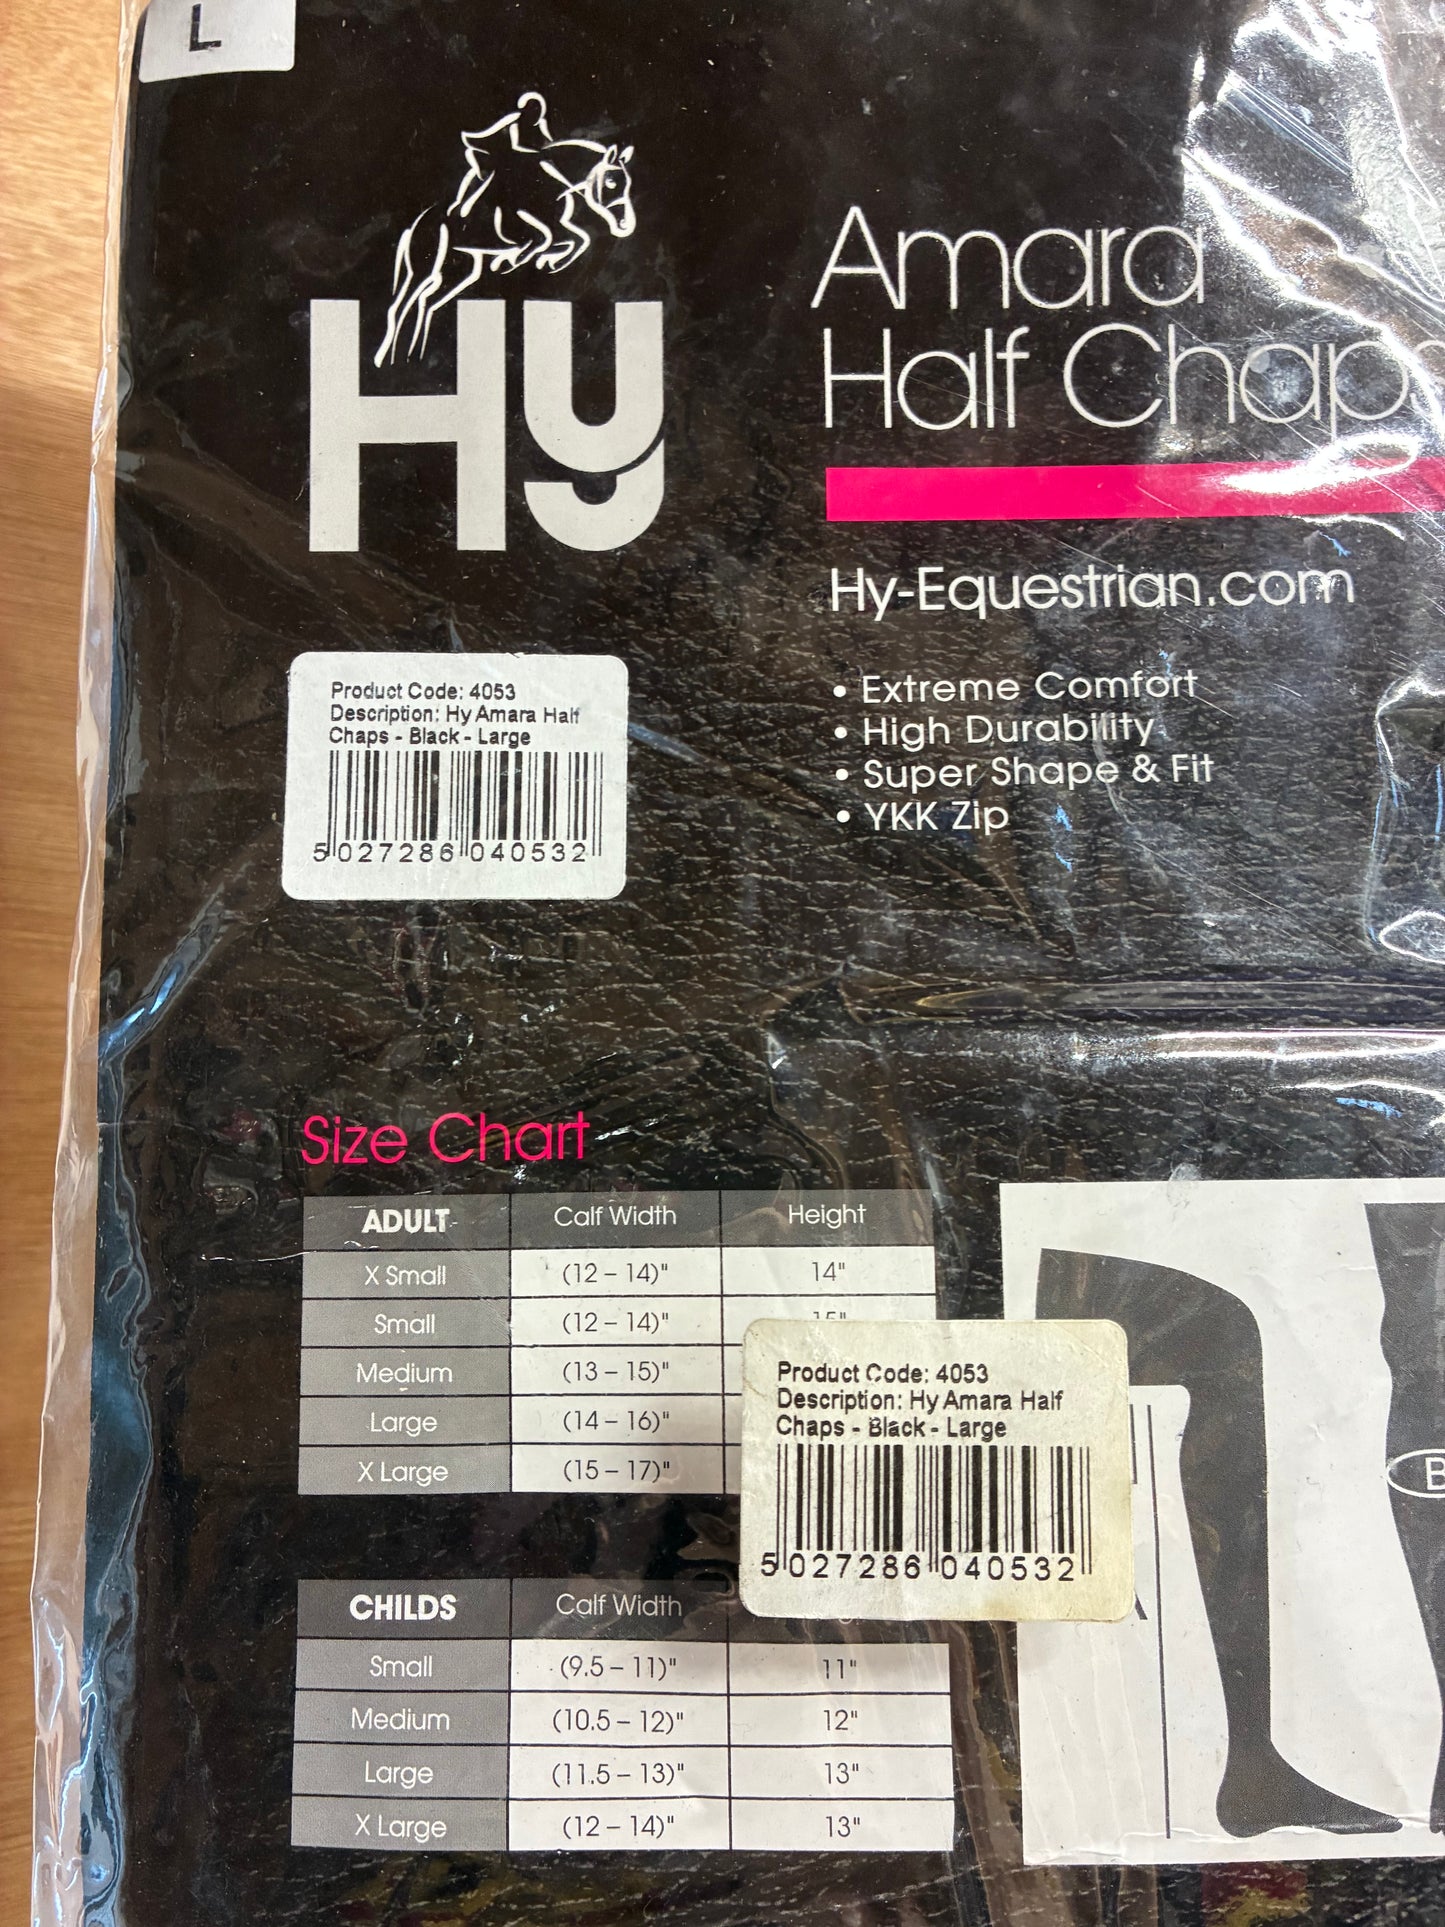 L
Hy
Amara
Half Chaps
Hy-Equestrian.com
• Extreme Comfort
• High Durability
• Super Shape & Fit
• YKK Zip
Product Code: 4053
Description: Hy Amara Half
Chaps - Black - Large
5 027286 040532
Size Chart
ADULT Calf Width Height
X Small (12 – 14)" 14"
Small (12 – 14)" 15"
Medium (13 – 15)"
Large (14 – 16)"
X Large (15 – 17)"
Product Code: 4053
Description: Hy Amara Half
Chaps - Black - Large
5 027286 040532
CHILDS Calf Width
Small (9.5 – 11)" 11"
Medium (10.5 – 12)" 12"
Large (11.5 – 13)" 13"
X Large (12 – 14)" 13"
A
B